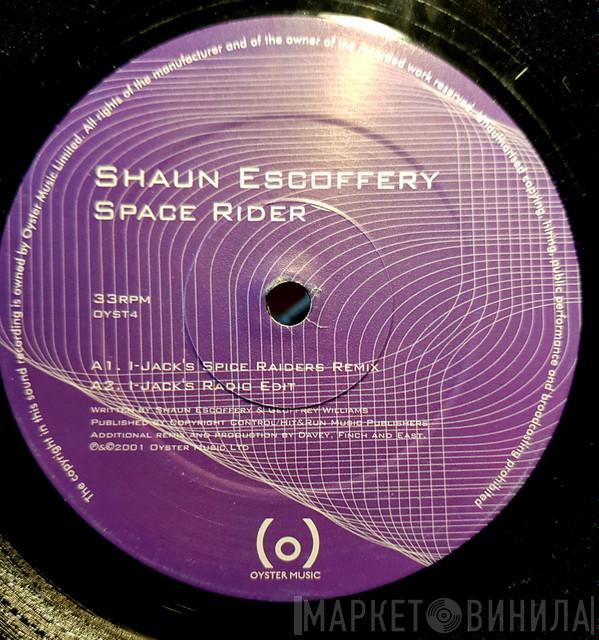 The copyright in this sound recording is owned by Oyster Music Limited. All rights of the manufacturer and of the owner of the recorded work reserved. Unauthorised copying, hiring, public performance and broadcasting prohibited
SHAUN ESCOFFERY
SPACE RIDER
33RPM
OYST4
A1. I-JACK'S SPICE RAIDERS REMIX
A2. I-JACK'S RADIO EDIT
WRITTEN BY SHAUN ESCOFFERY & WILLIAMS
PUBLISHED BY COPYRIGHT CONTROL/HIT&RUN MUSIC PUBLISHERS
ADDITIONAL REMIX AND PRODUCTION BY DAVEY, FINCH AND EAST.
℗&©2001 OYSTER MUSIC LTD
(o)
OYSTER MUSIC
МАРКЕТ ВИНИЛА